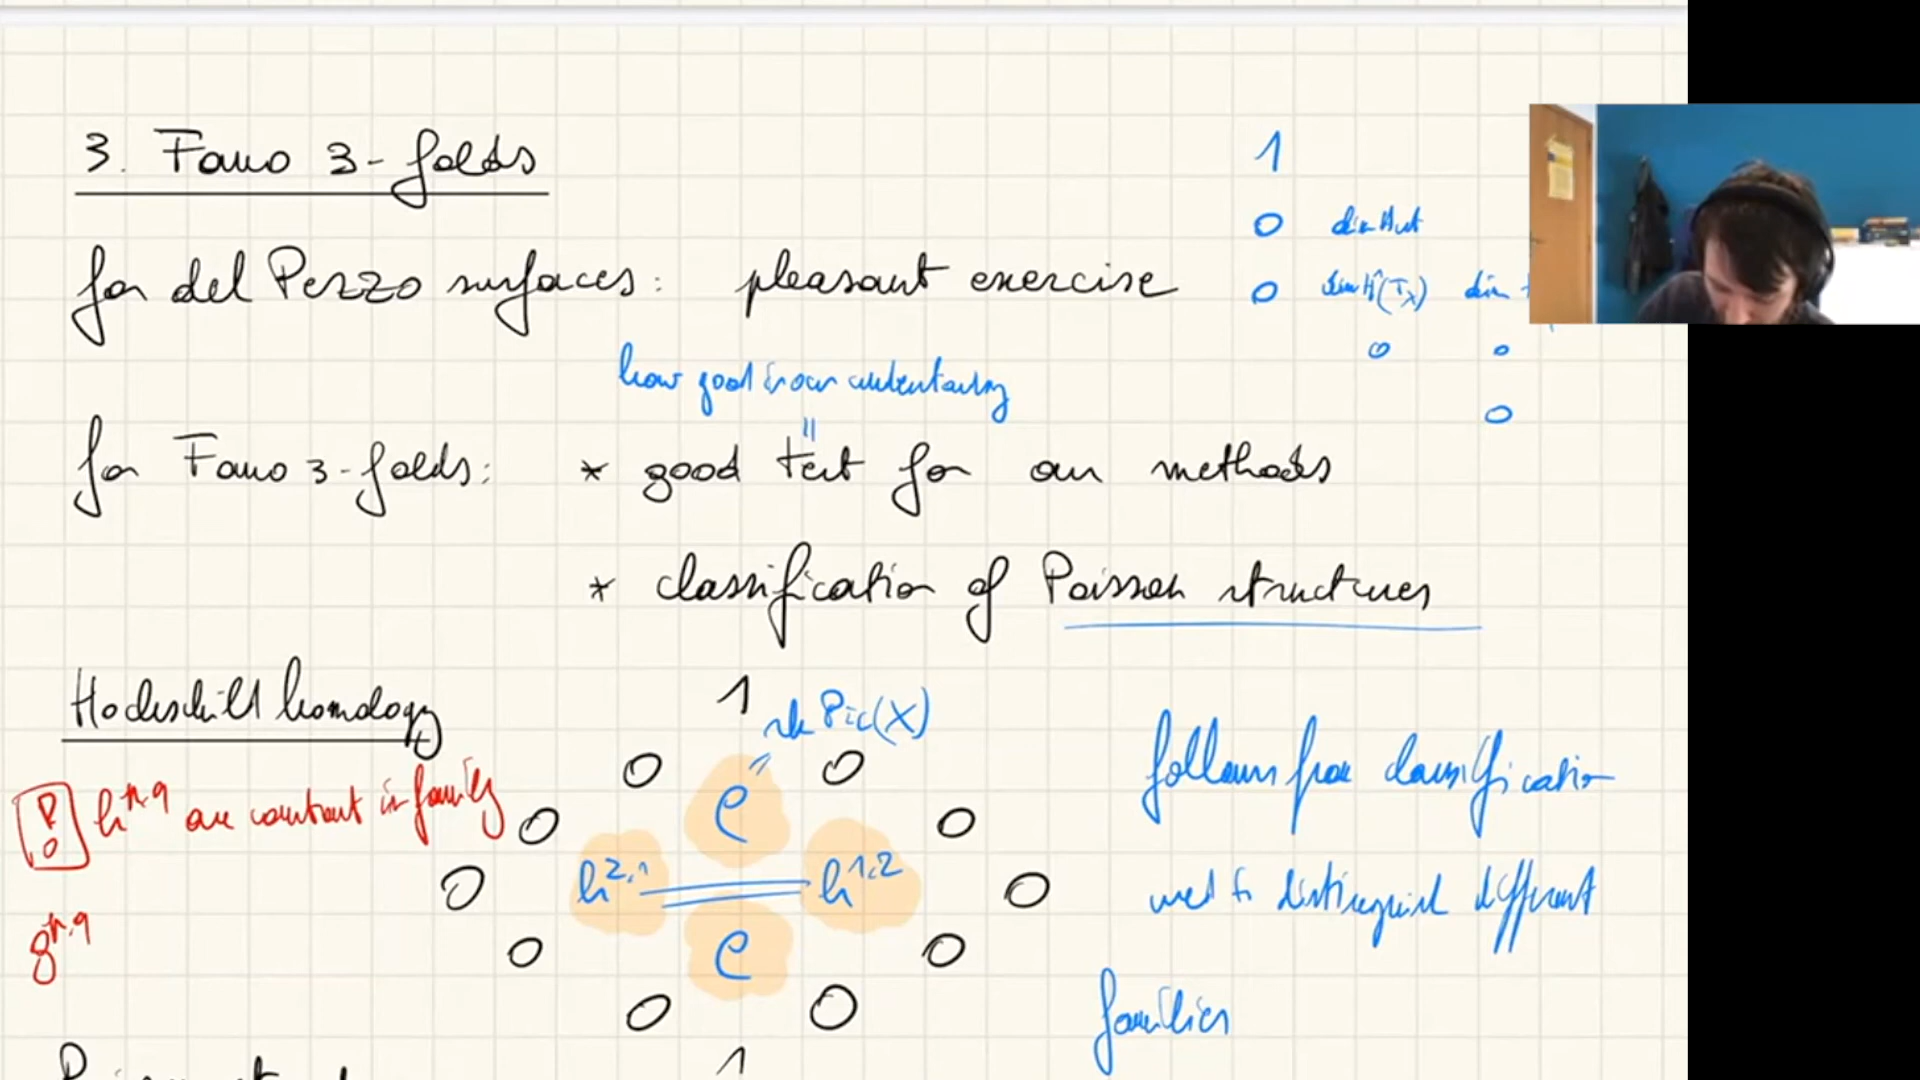 3. Fano 3-folds
1
0 dim Aut
for del Pezzo surfaces: pleasant exercise
0 dim H¹(T_X) dim
0 0
how good is our understanding
0
=
for Fano 3-folds: * good test for our methods
* classification of Poisson structures
Hochschild homology
1
rk Pic(X)
0 0
ρ
follows from classification
! h^{p,q} are constant in family
0 0
0 h^{2,1} = h^{1,2} 0
used to distinguish different
g^{p,q}
0 ρ 0
0 0
families
1